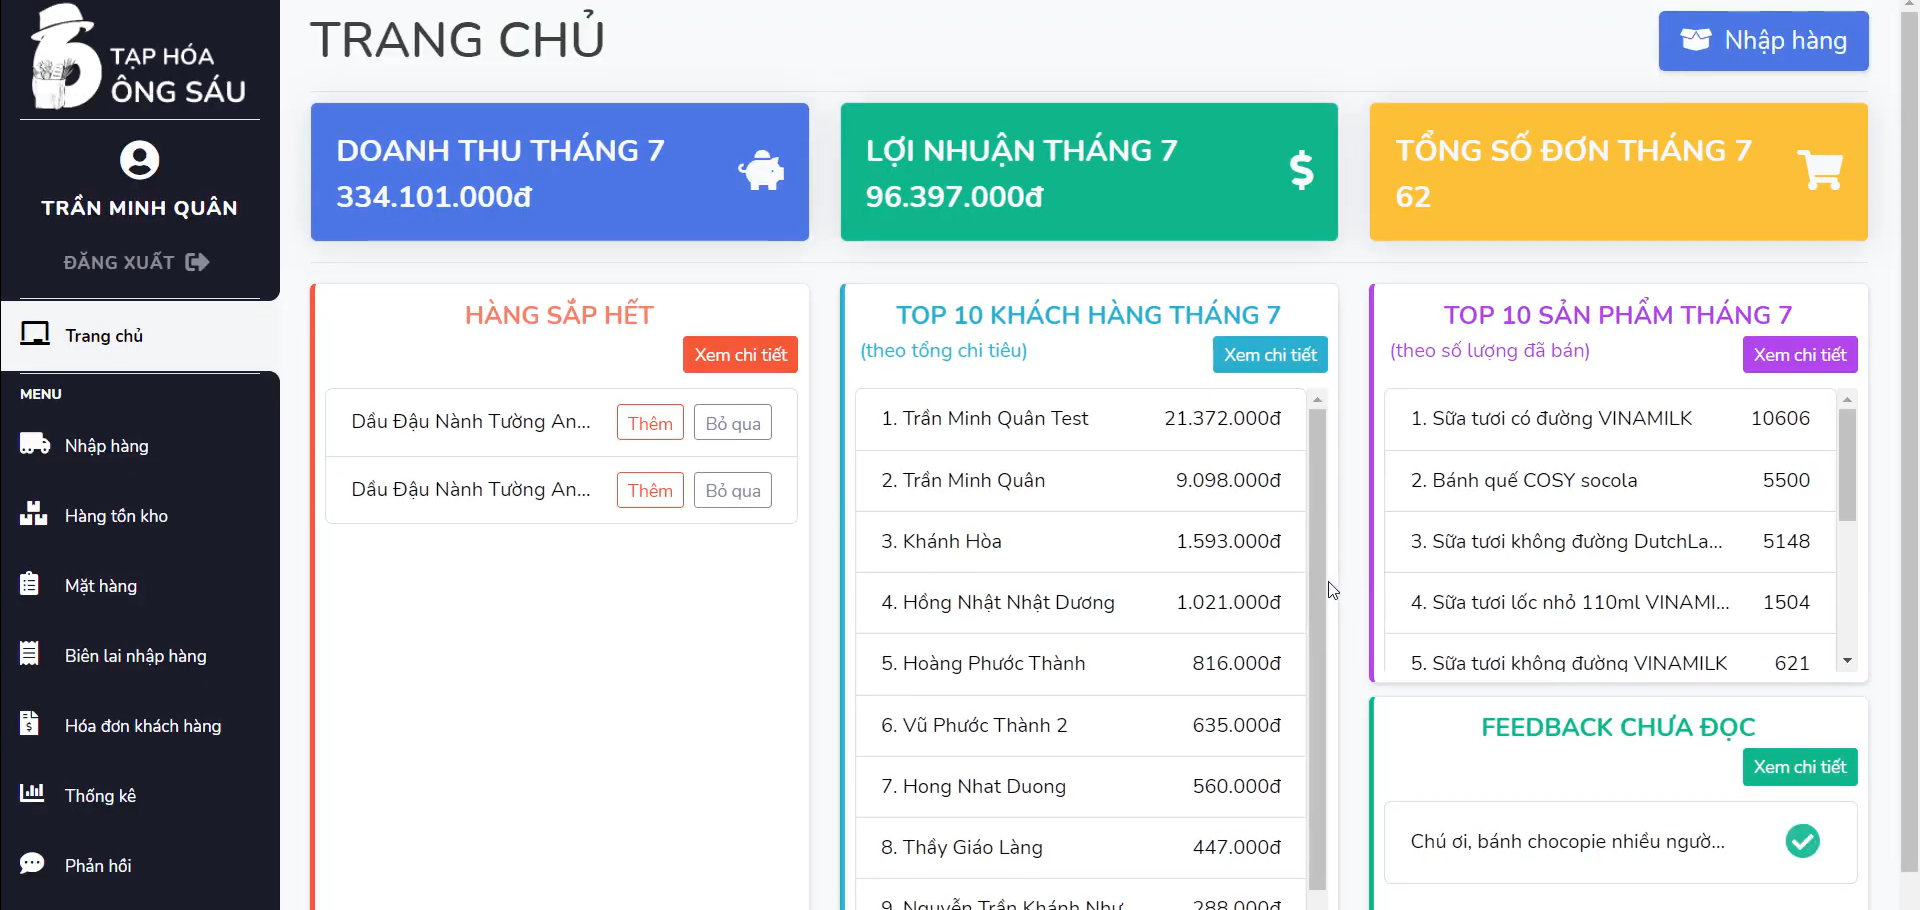 TẠP HÓA
ÔNG SÁU
TRẦN MINH QUÂN
ĐĂNG XUẤT
Trang chủ
MENU
Nhập hàng
Hàng tồn kho
Mặt hàng
Biên lai nhập hàng
Hóa đơn khách hàng
Thống kê
Phản hồi
TRANG CHỦ
Nhập hàng
DOANH THU THÁNG 7
334.101.000đ
LỢI NHUẬN THÁNG 7
96.397.000đ
TỔNG SỐ ĐƠN THÁNG 7
62
HÀNG SẮP HẾT
Xem chi tiết
Dầu Đậu Nành Tường An... Thêm Bỏ qua
Dầu Đậu Nành Tường An... Thêm Bỏ qua
TOP 10 KHÁCH HÀNG THÁNG 7
(theo tổng chi tiêu) Xem chi tiết
1. Trần Minh Quân Test 21.372.000đ
2. Trần Minh Quân 9.098.000đ
3. Khánh Hòa 1.593.000đ
4. Hồng Nhật Nhật Dương 1.021.000đ
5. Hoàng Phước Thành 816.000đ
6. Vũ Phước Thành 2 635.000đ
7. Hong Nhat Duong 560.000đ
8. Thầy Giáo Làng 447.000đ
9. Nguyễn Trần Khánh Như 288.000đ
TOP 10 SẢN PHẨM THÁNG 7
(theo số lượng đã bán) Xem chi tiết
1. Sữa tươi có đường VINAMILK 10606
2. Bánh quế COSY socola 5500
3. Sữa tươi không đường DutchLa... 5148
4. Sữa tươi lốc nhỏ 110ml VINAMI... 1504
5. Sữa tươi không đường VINAMILK 621
FEEDBACK CHƯA ĐỌC
Xem chi tiết
Chú ơi, bánh chocopie nhiều ngườ...